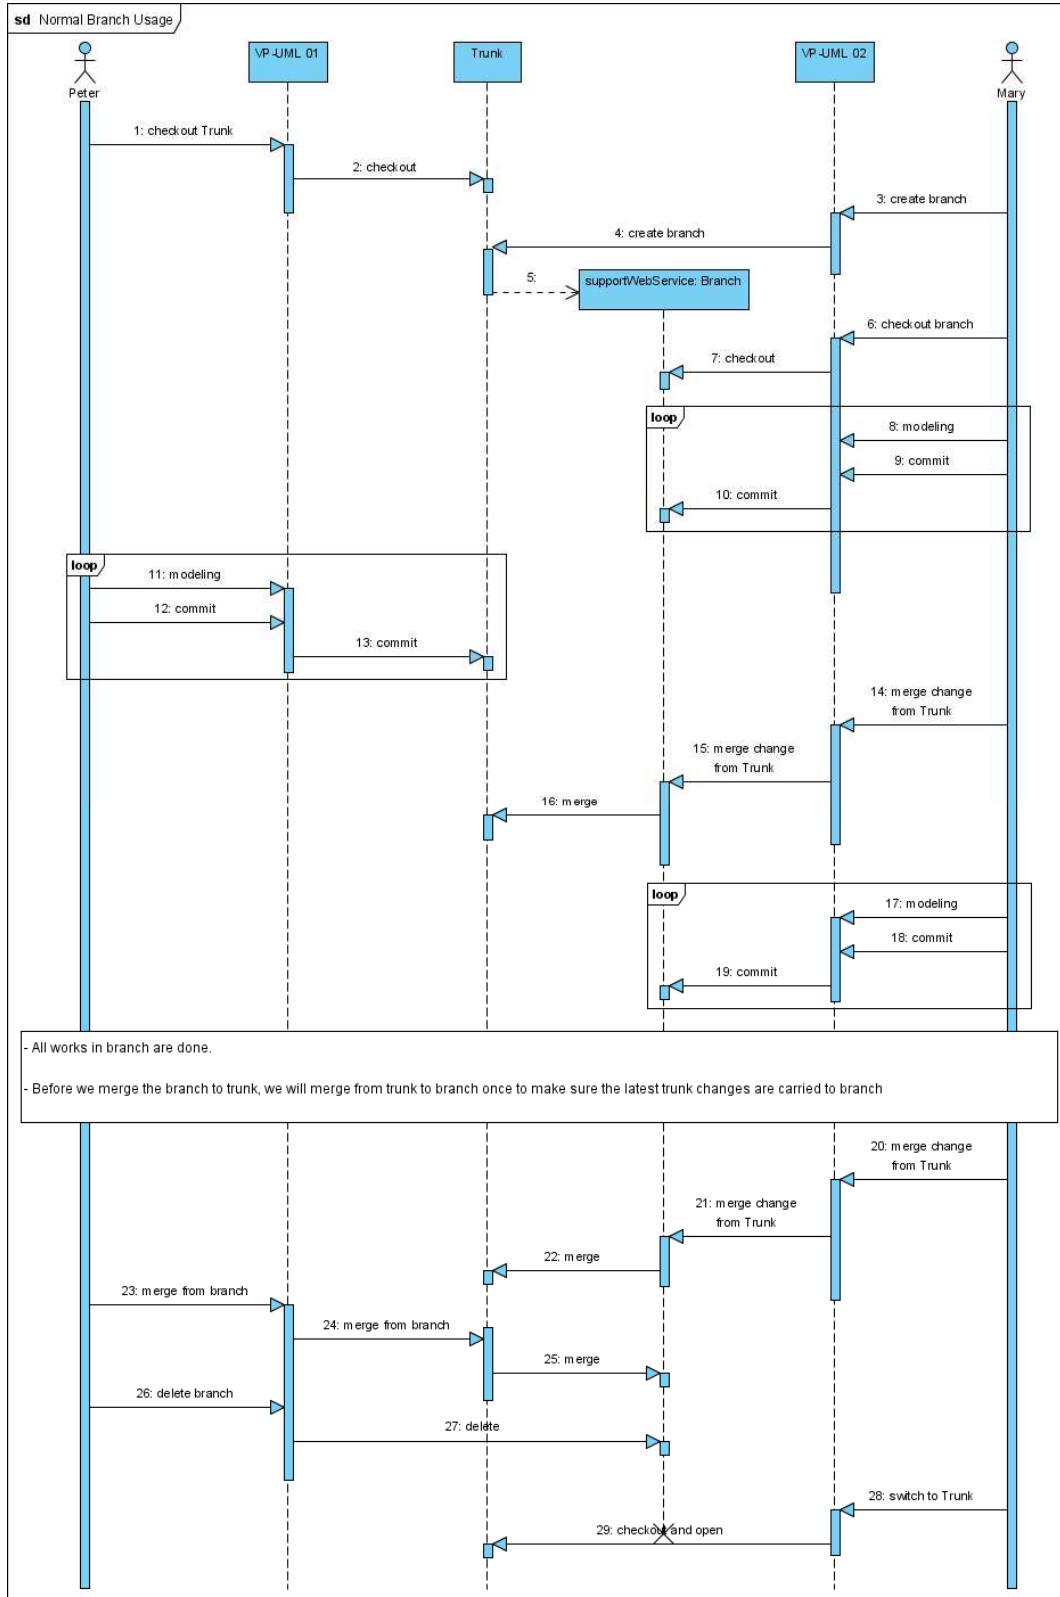 sd Normal Branch Usage
VP-UML 01
Trunk
VP-UML 02
Peter
Mary
1: checkout Trunk
2: checkout
3: create branch
4: create branch
5:
supportWebService: Branch
6: checkout branch
7: checkout
loop
8: modeling
9: commit
10: commit
loop
11: modeling
12: commit
13: commit
14: merge change
from Trunk
15: merge change
from Trunk
16: merge
loop
17: modeling
18: commit
19: commit
- All works in branch are done.
- Before we merge the branch to trunk, we will merge from trunk to branch once to make sure the latest trunk changes are carried to branch
20: merge change
from Trunk
21: merge change
from Trunk
22: merge
23: merge from branch
24: merge from branch
25: merge
26: delete branch
27: delete
28: switch to Trunk
29: checkout and open